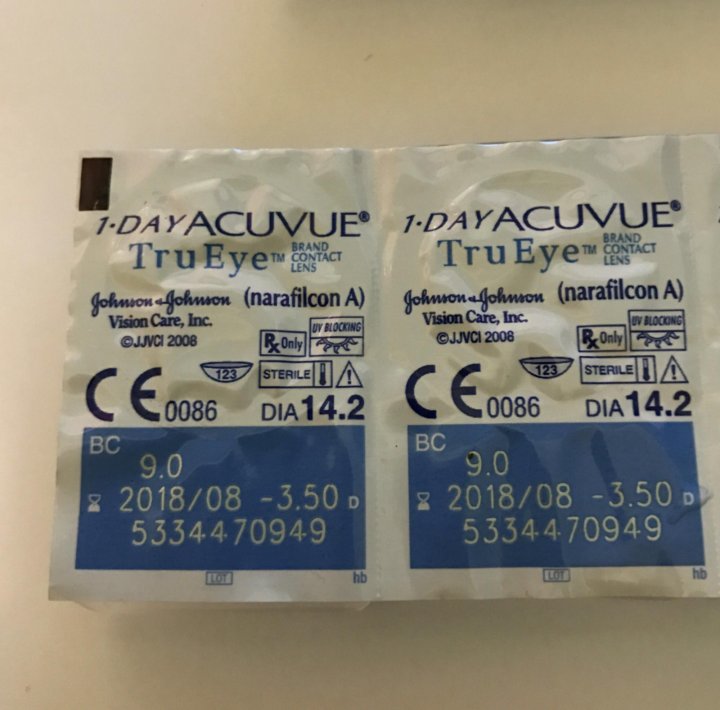 1·DAY ACUVUE®
TruEye™ BRAND CONTACT LENS
Johnson & Johnson (narafilcon A)
Vision Care, Inc.
©JJVCI 2008
Rx Only
UV BLOCKING
123
STERILE
CE 0086 DIA 14.2
BC
9.0
2018/08 -3.50 D
5334470949
LOT hb
1·DAY ACUVUE®
TruEye™ BRAND CONTACT LENS
Johnson & Johnson (narafilcon A)
Vision Care, Inc.
©JJVCI 2008
Rx Only
UV BLOCKING
123
STERILE
CE 0086 DIA 14.2
BC
9.0
2018/08 -3.50 D
5334470949
LOT hb